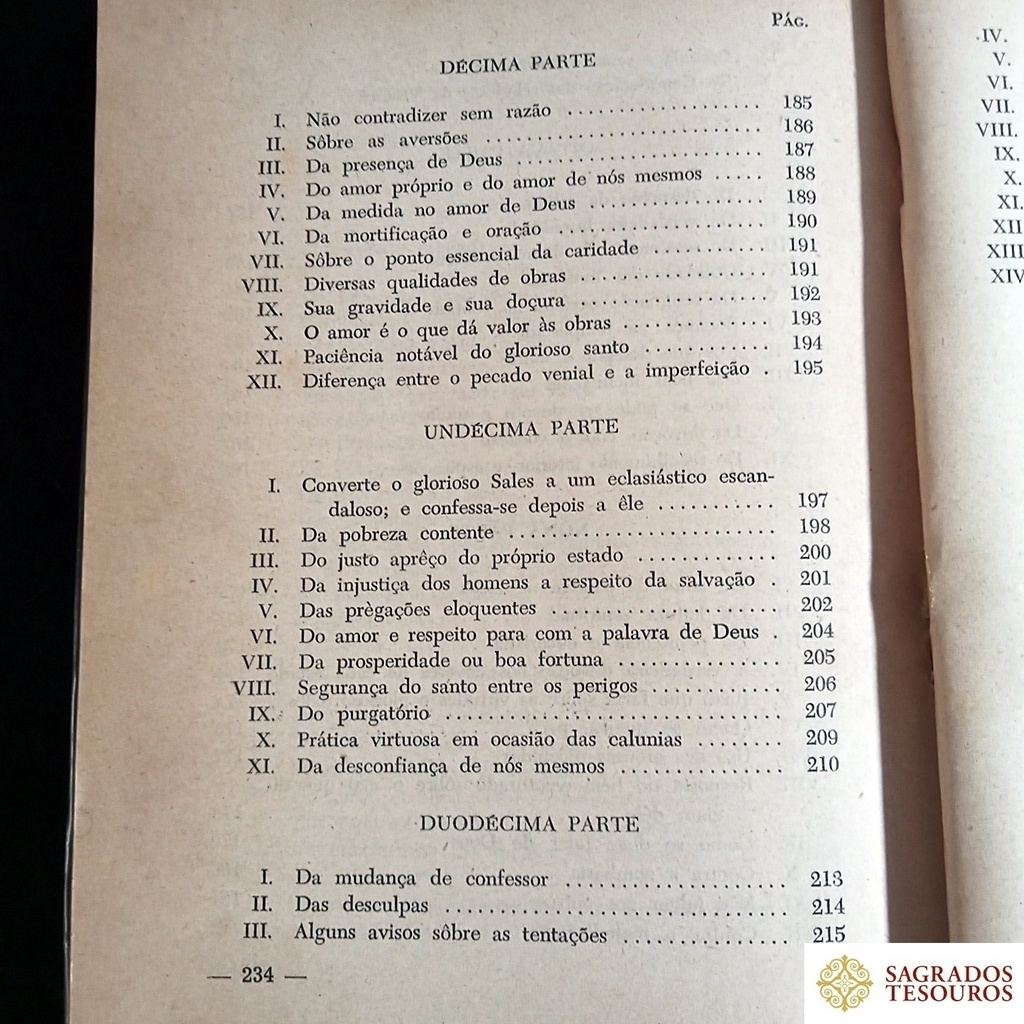 PÁG.
DÉCIMA PARTE
I. Não contradizer sem razão .................... 185
II. Sôbre as aversões ............................ 186
III. Da presença de Deus ........................ 187
IV. Do amor próprio e do amor de nós mesmos ..... 188
V. Da medida no amor de Deus .................. 189
VI. Da mortificação e oração ..................... 190
VII. Sôbre o ponto essencial da caridade ............ 191
VIII. Diversas qualidades de obras .................. 191
IX. Sua gravidade e sua doçura .................. 192
X. O amor é o que dá valor às obras ............. 193
XI. Paciência notável do glorioso santo ............ 194
XII. Diferença entre o pecado venial e a imperfeição . 195
UNDÉCIMA PARTE
I. Converte o glorioso Sales a um eclasiástico escan-
daloso; e confessa-se depois a êle ........... 197
II. Da pobreza contente ......................... 198
III. Do justo aprêço do próprio estado ............. 200
IV. Da injustiça dos homens a respeito da salvação . 201
V. Das prègações eloquentes ...................... 202
VI. Do amor e respeito para com a palavra de Deus . 204
VII. Da prosperidade ou boa fortuna ............... 205
VIII. Segurança do santo entre os perigos ............ 206
IX. Do purgatório ................................ 207
X. Prática virtuosa em ocasião das calunias ........ 209
XI. Da desconfiança de nós mesmos ............... 210
DUODÉCIMA PARTE
I. Da mudança de confessor .................... 213
II. Das desculpas ................................ 214
III. Alguns avisos sôbre as tentações ............... 215
— 234 —
IV.
V.
VI.
VII.
VIII.
IX.
X.
XI.
XII
XIII
XIV
SAGRADOS
TESOUROS